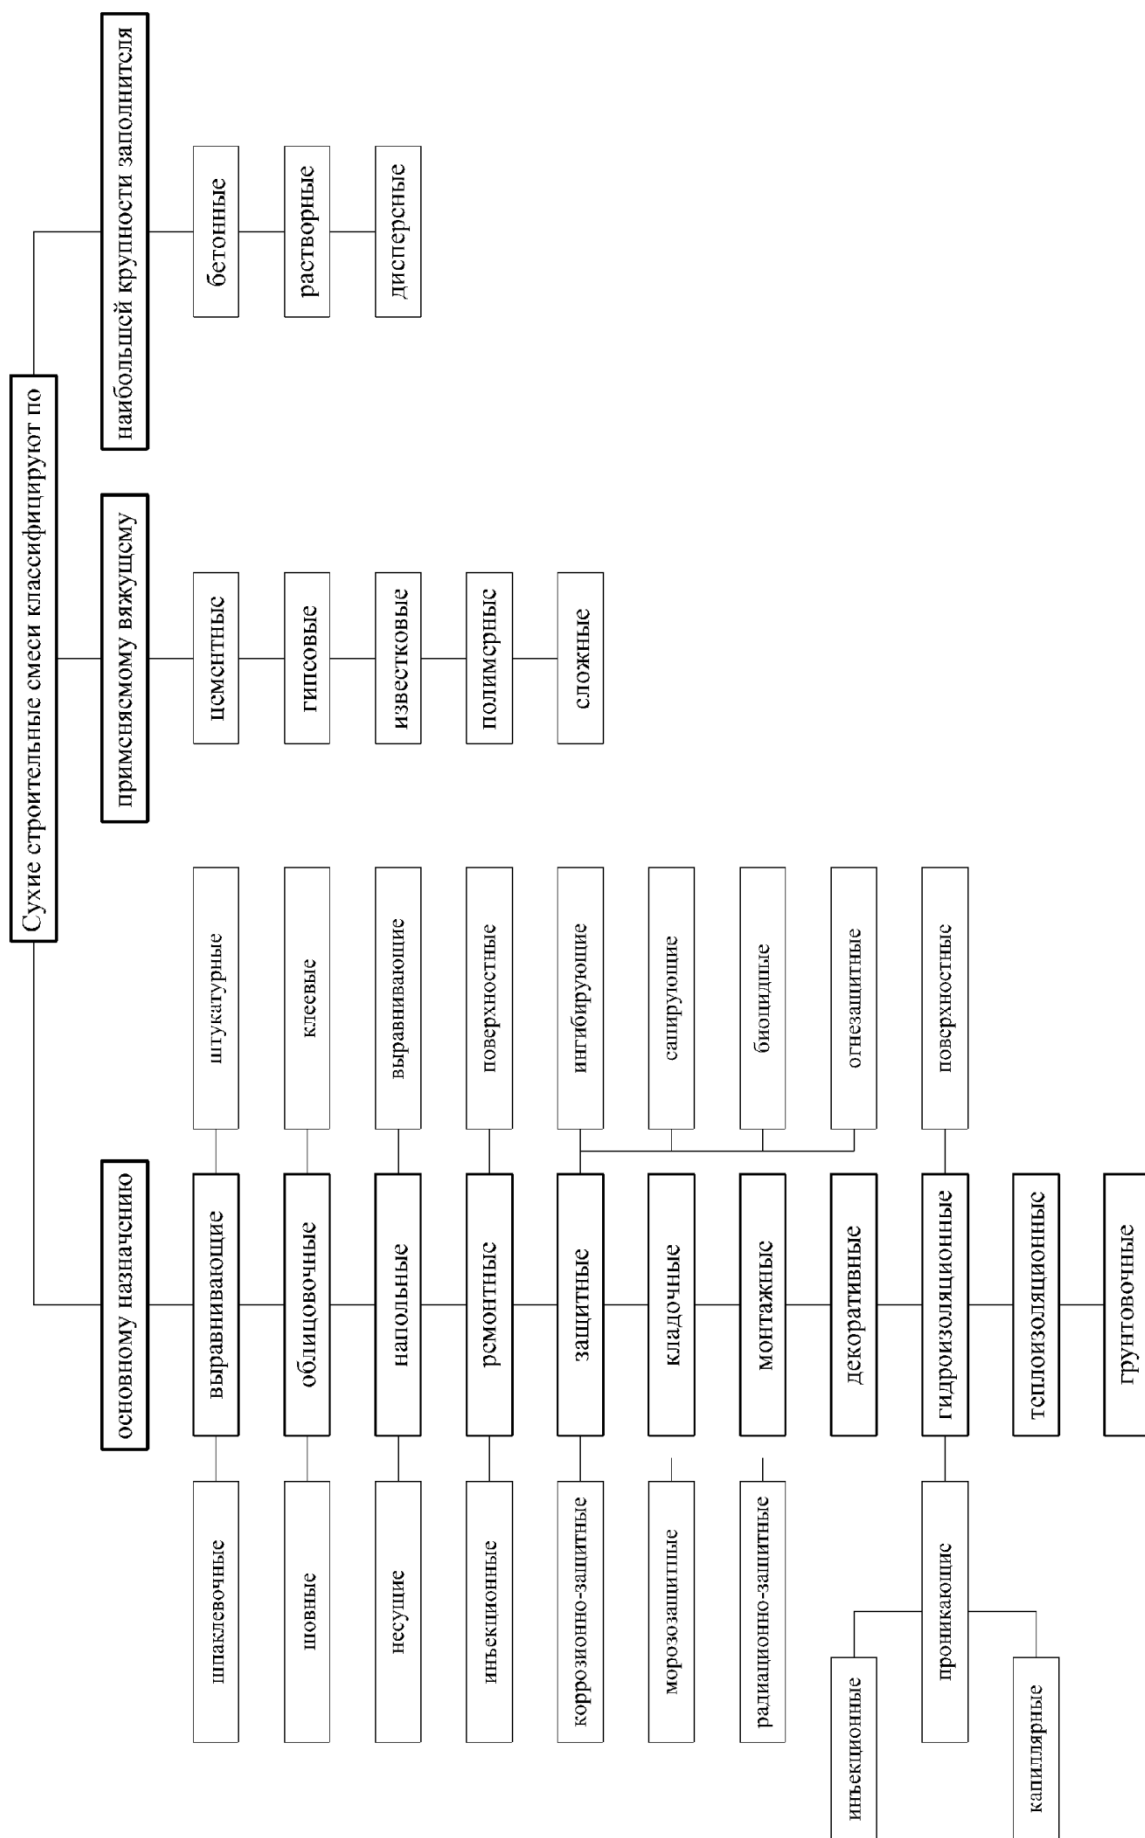 Сухие строительные смеси классифицируют по
основному назначению
применяемому вяжущему
наибольшей крупности заполнителя
шпаклевочные
выравнивающие
штукатурные
цементные
бетонные
шовные
облицовочные
клеевые
гипсовые
растворные
несущие
напольные
выравнивающие
известковые
дисперсные
инъекционные
ремонтные
поверхностные
полимерные
коррозионно-защитные
защитные
ингибирующие
сложные
морозозащитные
кладочные
санирующие
радиационно-защитные
монтажные
биоцидные
инъекционные
декоративные
огнезащитные
проникающие
гидроизоляционные
поверхностные
капиллярные
теплоизоляционные
грунтовочные